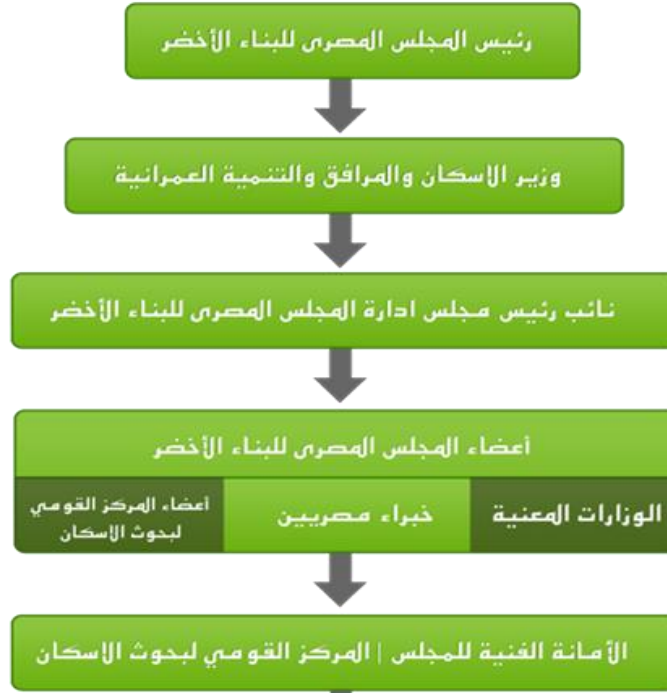 رئيس المجلس المصرى للبناء الأخضر
وزير الاسكان والمرافق والتنمية العمرانية
نائب رئيس مجلس ادارة المجلس المصرى للبناء الأخضر
أعضاء المجلس المصرى للبناء الأخضر
الوزارات المعنية
خبراء مصريين
أعضاء المركز القومي
لبحوث الاسكان
الأمانة الفنية للمجلس | المركز القومي لبحوث الاسكان